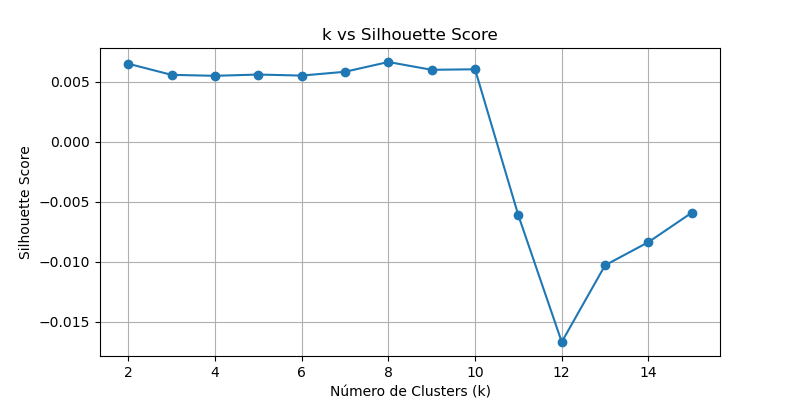 k vs Silhouette Score
Silhouette Score
0.005
0.000
−0.005
−0.010
−0.015
2 4 6 8 10 12 14
Número de Clusters (k)